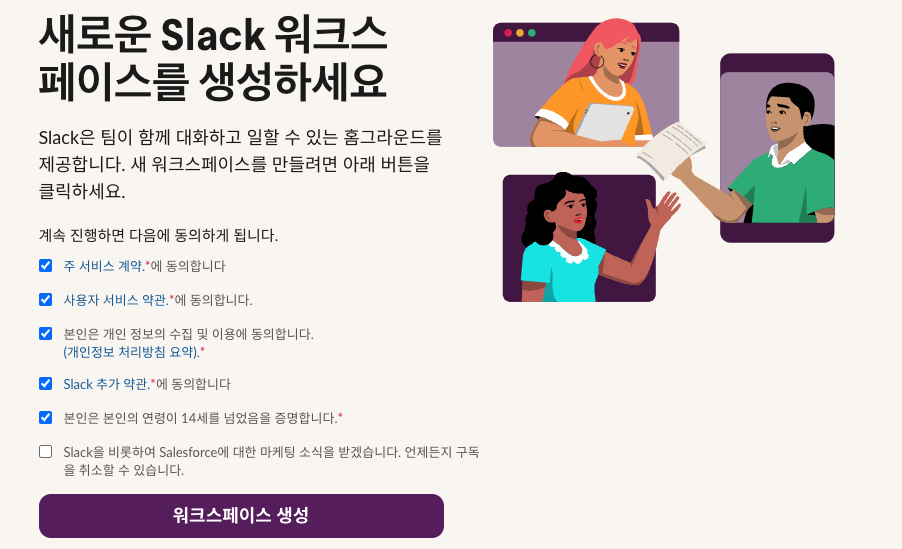 새로운 Slack 워크스
페이스를 생성하세요
Slack은 팀이 함께 대화하고 일할 수 있는 홈그라운드를
제공합니다. 새 워크스페이스를 만들려면 아래 버튼을
클릭하세요.
계속 진행하면 다음에 동의하게 됩니다.
주 서비스 계약.*에 동의합니다
사용자 서비스 약관.*에 동의합니다.
본인은 개인 정보의 수집 및 이용에 동의합니다.
(개인정보 처리방침 요약).*
Slack 추가 약관.*에 동의합니다
본인은 본인의 연령이 14세를 넘었음을 증명합니다.*
Slack을 비롯하여 Salesforce에 대한 마케팅 소식을 받겠습니다. 언제든지 구독
을 취소할 수 있습니다.
워크스페이스 생성